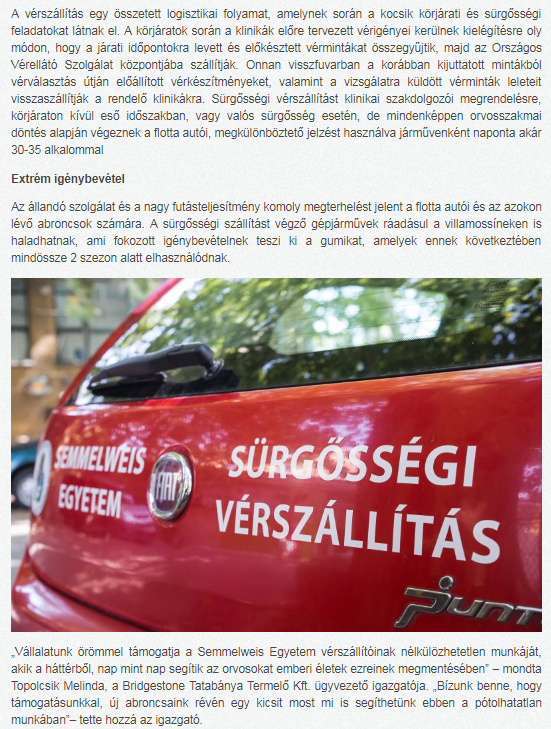 A vérszállítás egy összetett logisztikai folyamat, amelynek során a kocsik körjárati és sürgősségi
feladatokat látnak el. A körjáratok során a klinikák előre tervezett vérigényei kerülnek kielégítésre oly
módon, hogy a járati időpontokra levett és előkészített vérmintákat összegyűjtik, majd az Országos
Vérellátó Szolgálat központjába szállítják. Onnan visszfuvarban a korábban kijuttatott mintákból
vérválasztás útján előállított vérkészítményeket, valamint a vizsgálatra küldött vérminták leleteit
visszaszállítják a rendelő klinikákra. Sürgősségi vérszállítást klinikai szakdolgozói megrendelésre,
körjáraton kívül eső időszakban, vagy valós sürgősség esetén, de mindenképpen orvosszakmai
döntés alapján végeznek a flotta autói, megkülönböztető jelzést használva járművenként naponta akár
30-35 alkalommal
Extrém igénybevétel
Az állandó szolgálat és a nagy futásteljesítmény komoly megterhelést jelent a flotta autói és az azokon
lévő abroncsok számára. A sürgősségi szállítást végző gépjárművek ráadásul a villamossíneken is
haladhatnak, ami fokozott igénybevételnek teszi ki a gumikat, amelyek ennek következtében
mindössze 2 szezon alatt elhasználódnak.
SEMMELWEIS
EGYETEM
FIAT
SÜRGŐSSÉGI
VÉRSZÁLLÍTÁS
Punt
„Vállalatunk örömmel támogatja a Semmelweis Egyetem vérszállítóinak nélkülözhetetlen munkáját,
akik a háttérből, nap mint nap segítik az orvosokat emberi életek ezreinek megmentésében” – mondta
Topolcsik Melinda, a Bridgestone Tatabánya Termelő Kft. ügyvezető igazgatója. „Bízunk benne, hogy
támogatásunkkal, új abroncsaink révén egy kicsit most mi is segíthetünk ebben a pótolhatatlan
munkában”– tette hozzá az igazgató.